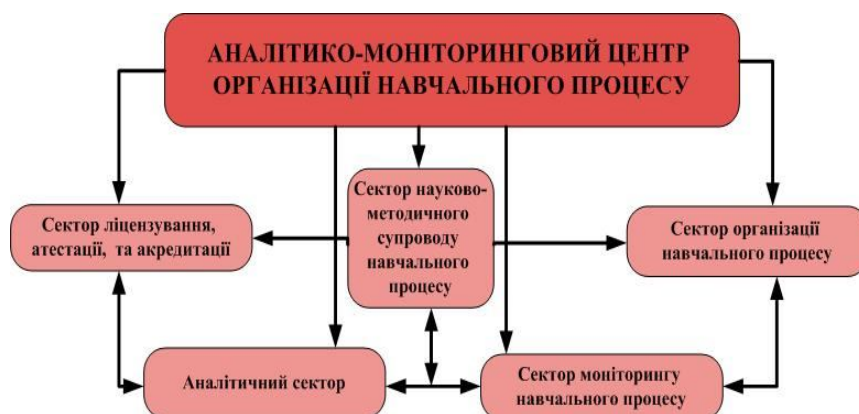 АНАЛІТИКО-МОНІТОРИНГОВИЙ ЦЕНТР
ОРГАНІЗАЦІЇ НАВЧАЛЬНОГО ПРОЦЕСУ
Сектор ліцензування,
атестації, та акредитації
Сектор науково-
методичного
супроводу
навчального
процесу
Сектор організації
навчального процесу
Аналітичний сектор
Сектор моніторингу
навчального процесу